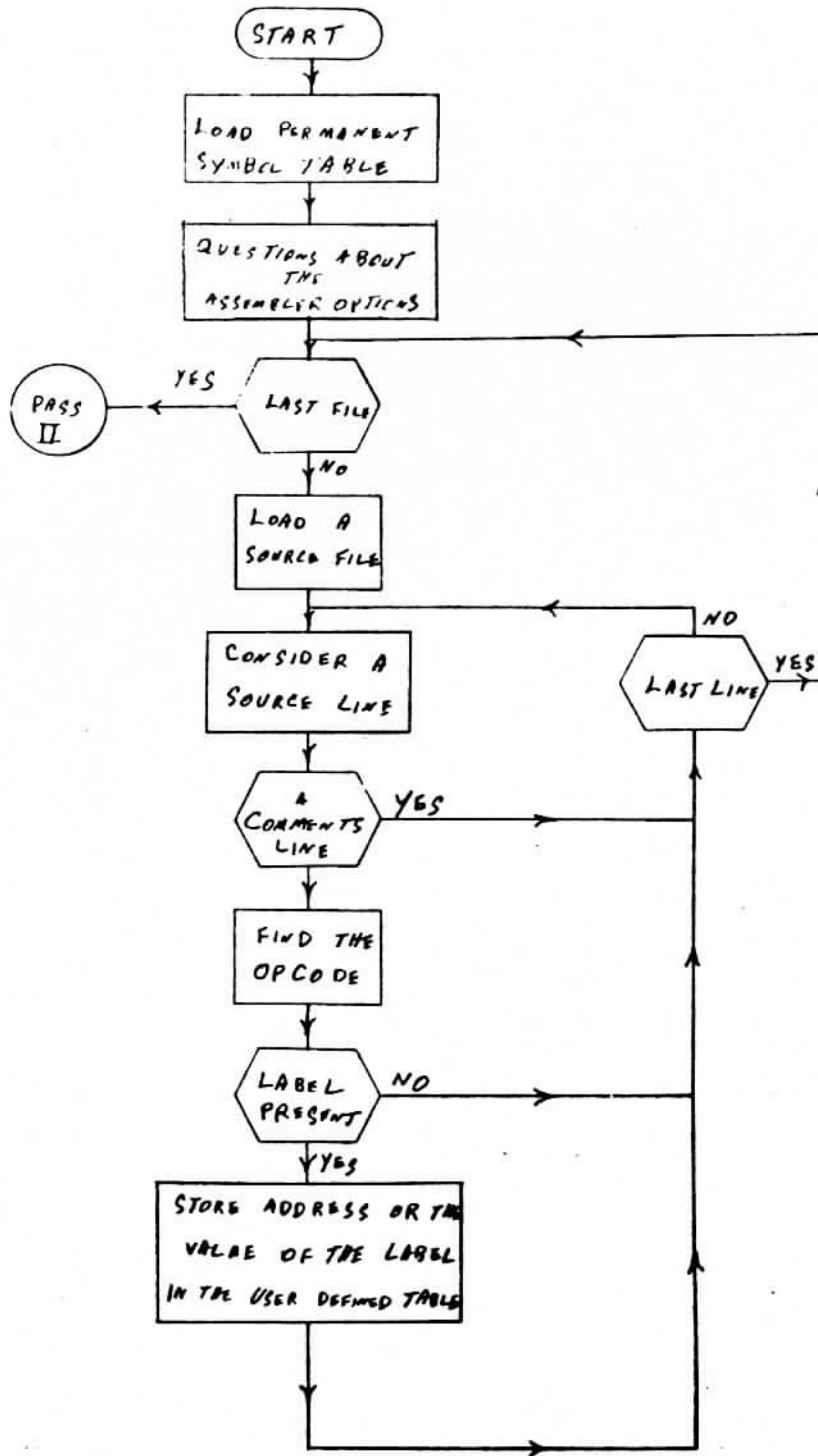 START
LOAD PERMANENT
SYMBOL TABLE
QUESTIONS ABOUT
THE
ASSEMBLER OPTIONS
LAST FILE
YES
PASS
II
NO
LOAD A
SOURCE FILE
CONSIDER A
SOURCE LINE
NO
LAST LINE
YES
A
COMMENTS
LINE
YES
FIND THE
OPCODE
LABEL
PRESENT
NO
YES
STORE ADDRESS OR THE
VALUE OF THE LABEL
IN THE USER DEFINED TABLE